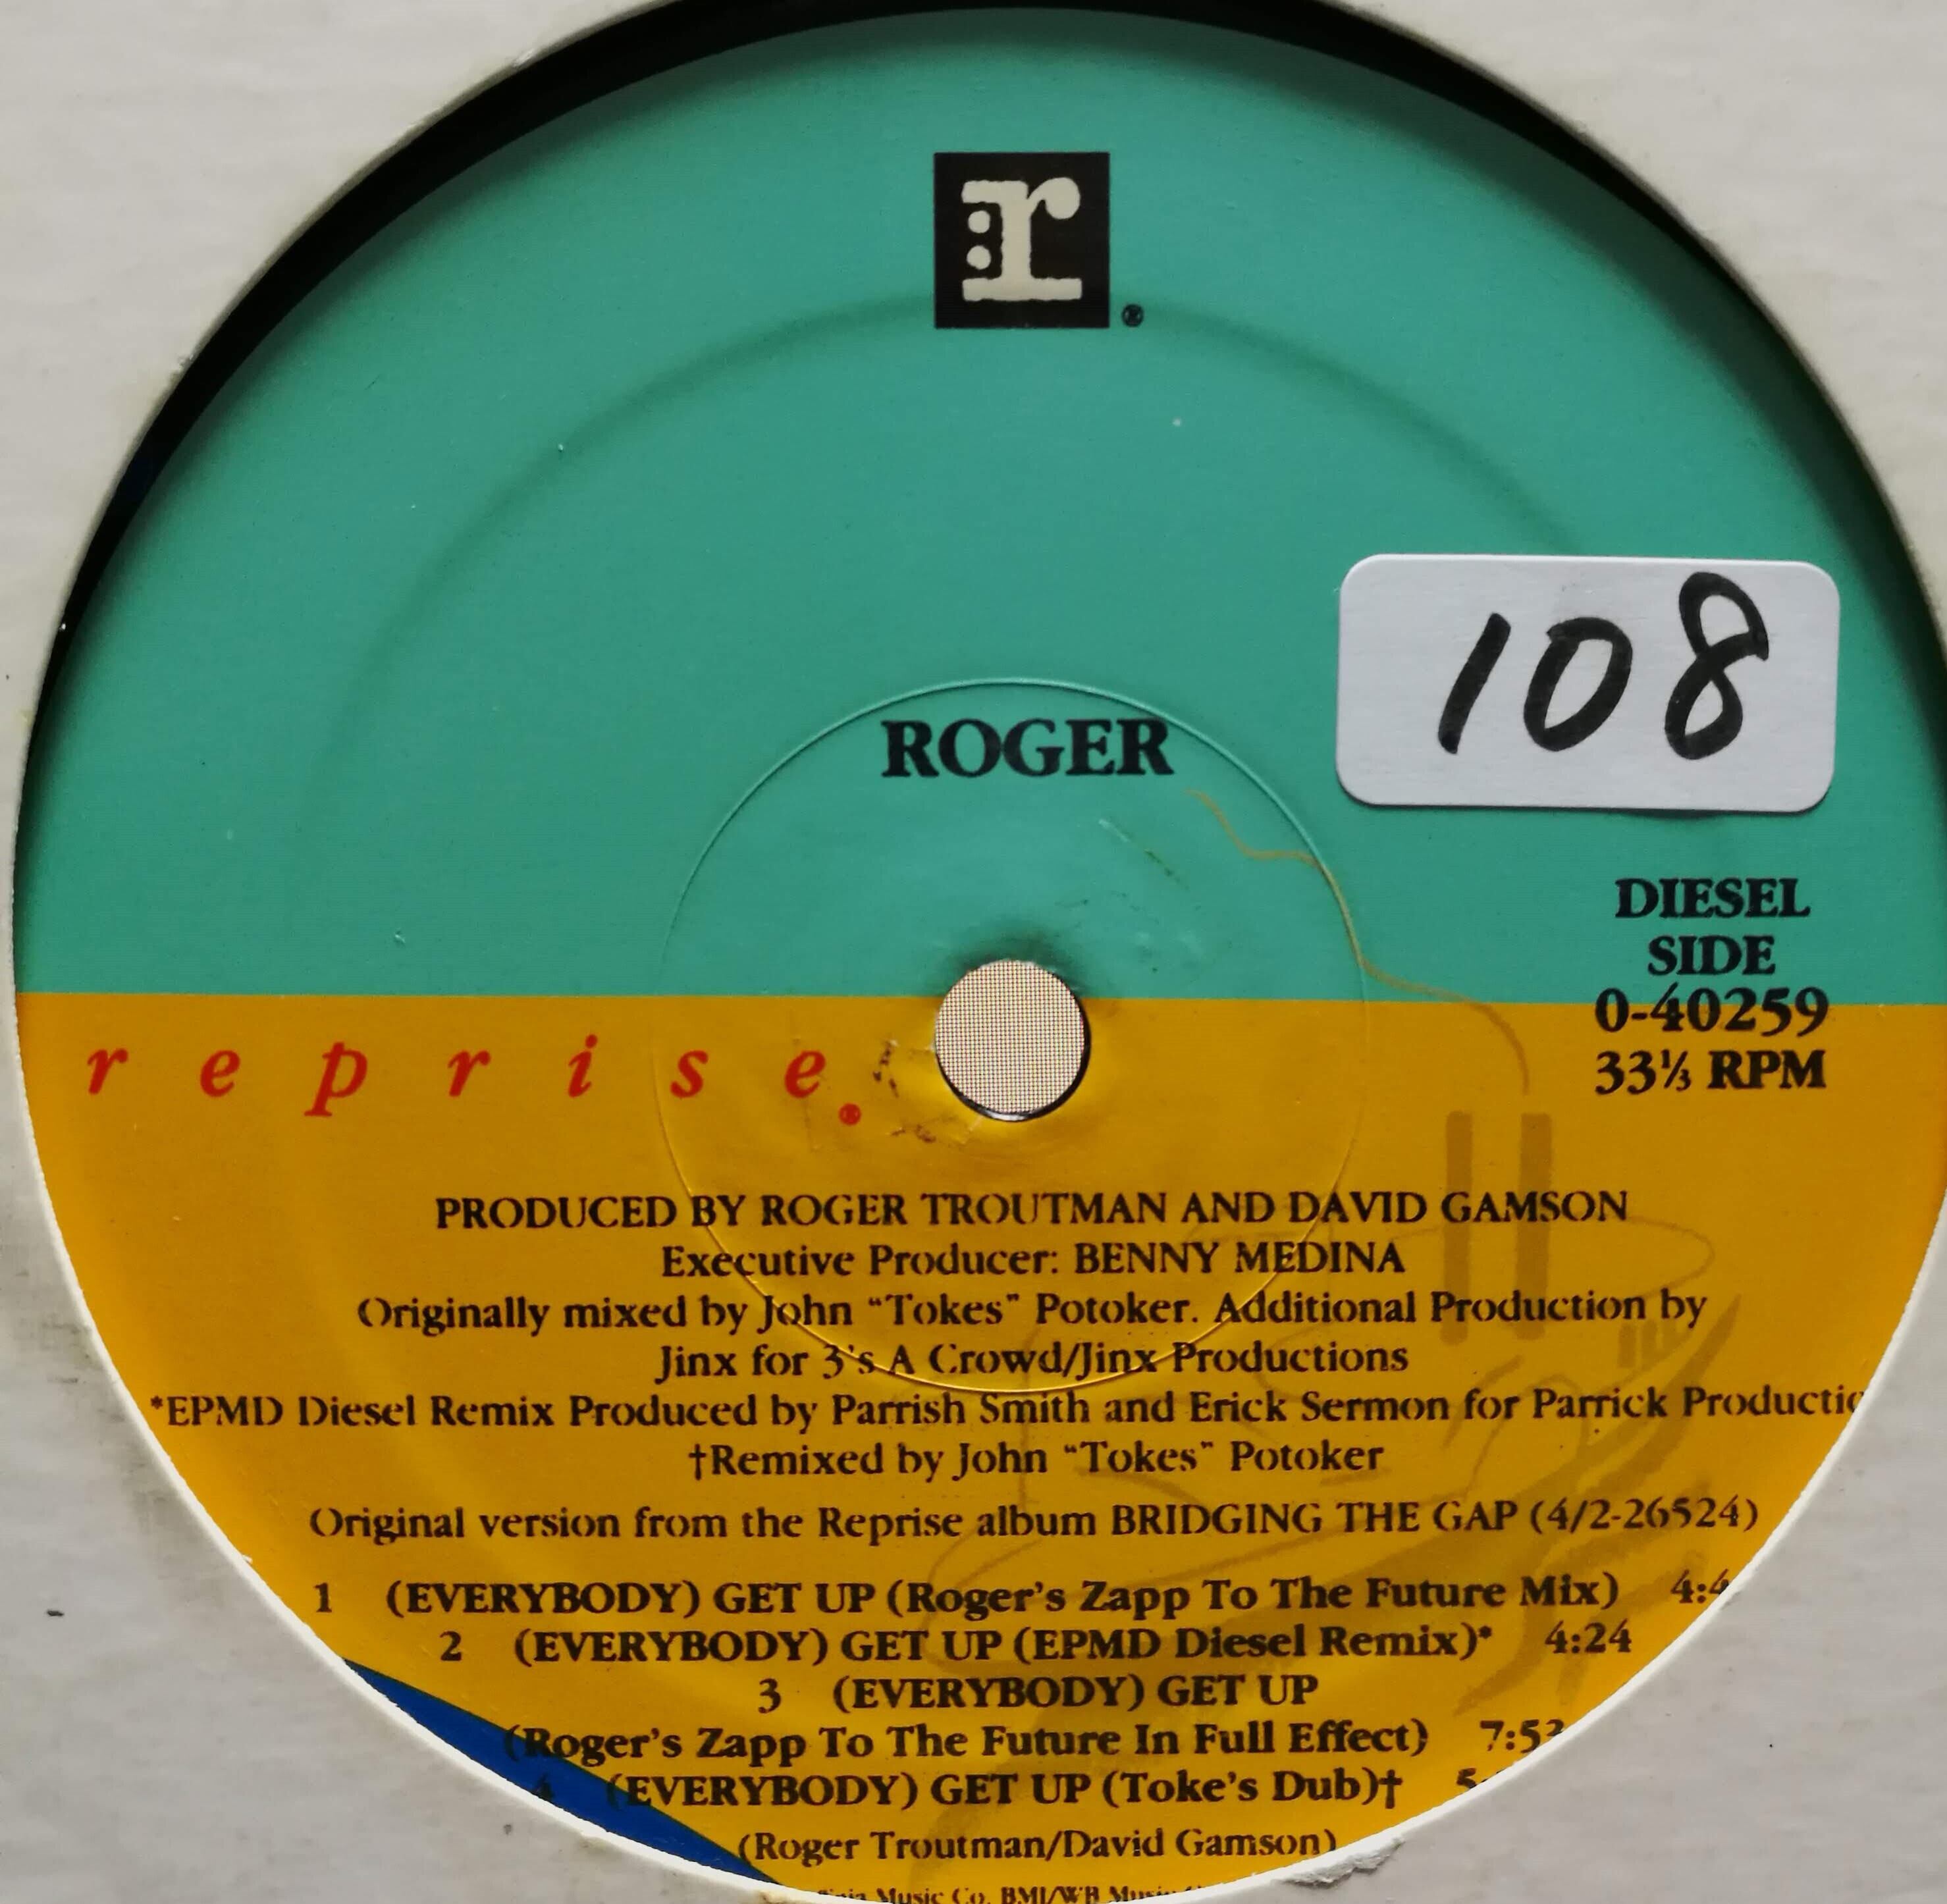 r
ROGER
108
DIESEL
SIDE
0-40259
33⅓ RPM
reprise
PRODUCED BY ROGER TROUTMAN AND DAVID GAMSON
Executive Producer: BENNY MEDINA
Originally mixed by John "Tokes" Potoker. Additional Production by
Jinx for 3's A Crowd/Jinx Productions
*EPMD Diesel Remix Produced by Parrish Smith and Erick Sermon for Parrick
†Remixed by John "Tokes" Potoker
Original version from the Reprise album BRIDGING THE GAP (4/2-26524)
1 (EVERYBODY) GET UP (Roger's Zapp To The Future Mix)
2 (EVERYBODY) GET UP (EPMD Diesel Remix)* 4:24
3 (EVERYBODY) GET UP
(Roger's Zapp To The Future In Full Effect)
4 (EVERYBODY) GET UP (Toke's Dub)†
(Roger Troutman/David Gamson)
Music Co. BMI/WB